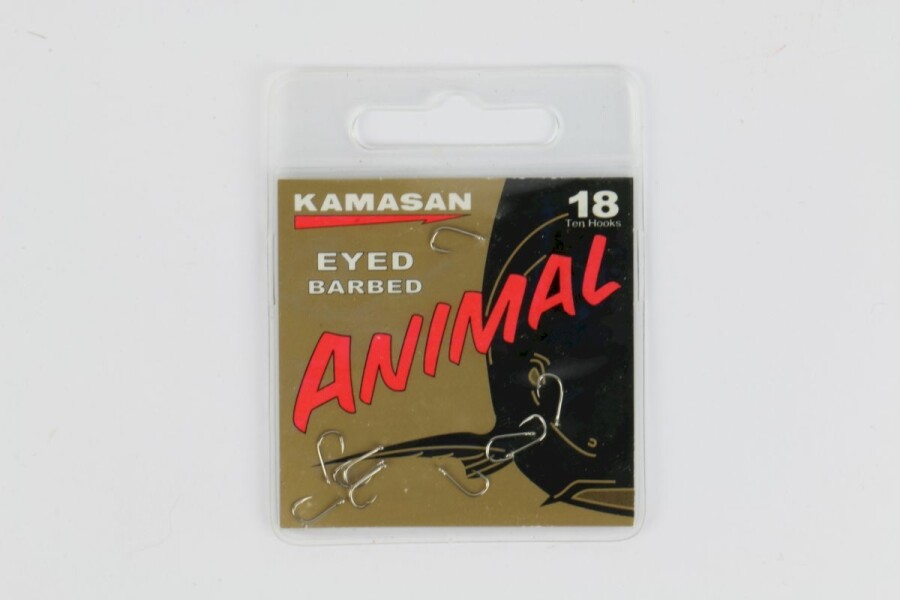 KAMASAN
18
Ten Hooks
EYED
BARBED
ANIMAL